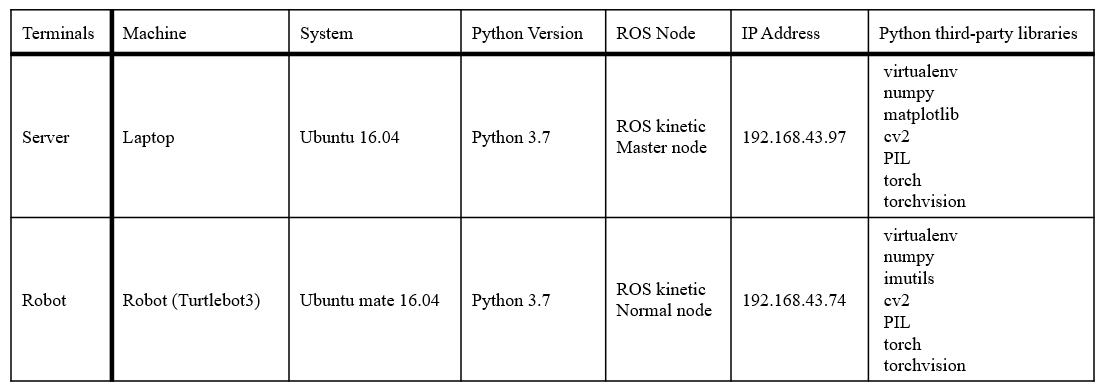 Terminals Machine System Python Version ROS Node IP Address Python third-party libraries
Server Laptop Ubuntu 16.04 Python 3.7 ROS kinetic Master node 192.168.43.97 virtualenv
numpy
matplotlib
cv2
PIL
torch
torchvision
Robot Robot (Turtlebot3) Ubuntu mate 16.04 Python 3.7 ROS kinetic Normal node 192.168.43.74 virtualenv
numpy
imutils
cv2
PIL
torch
torchvision